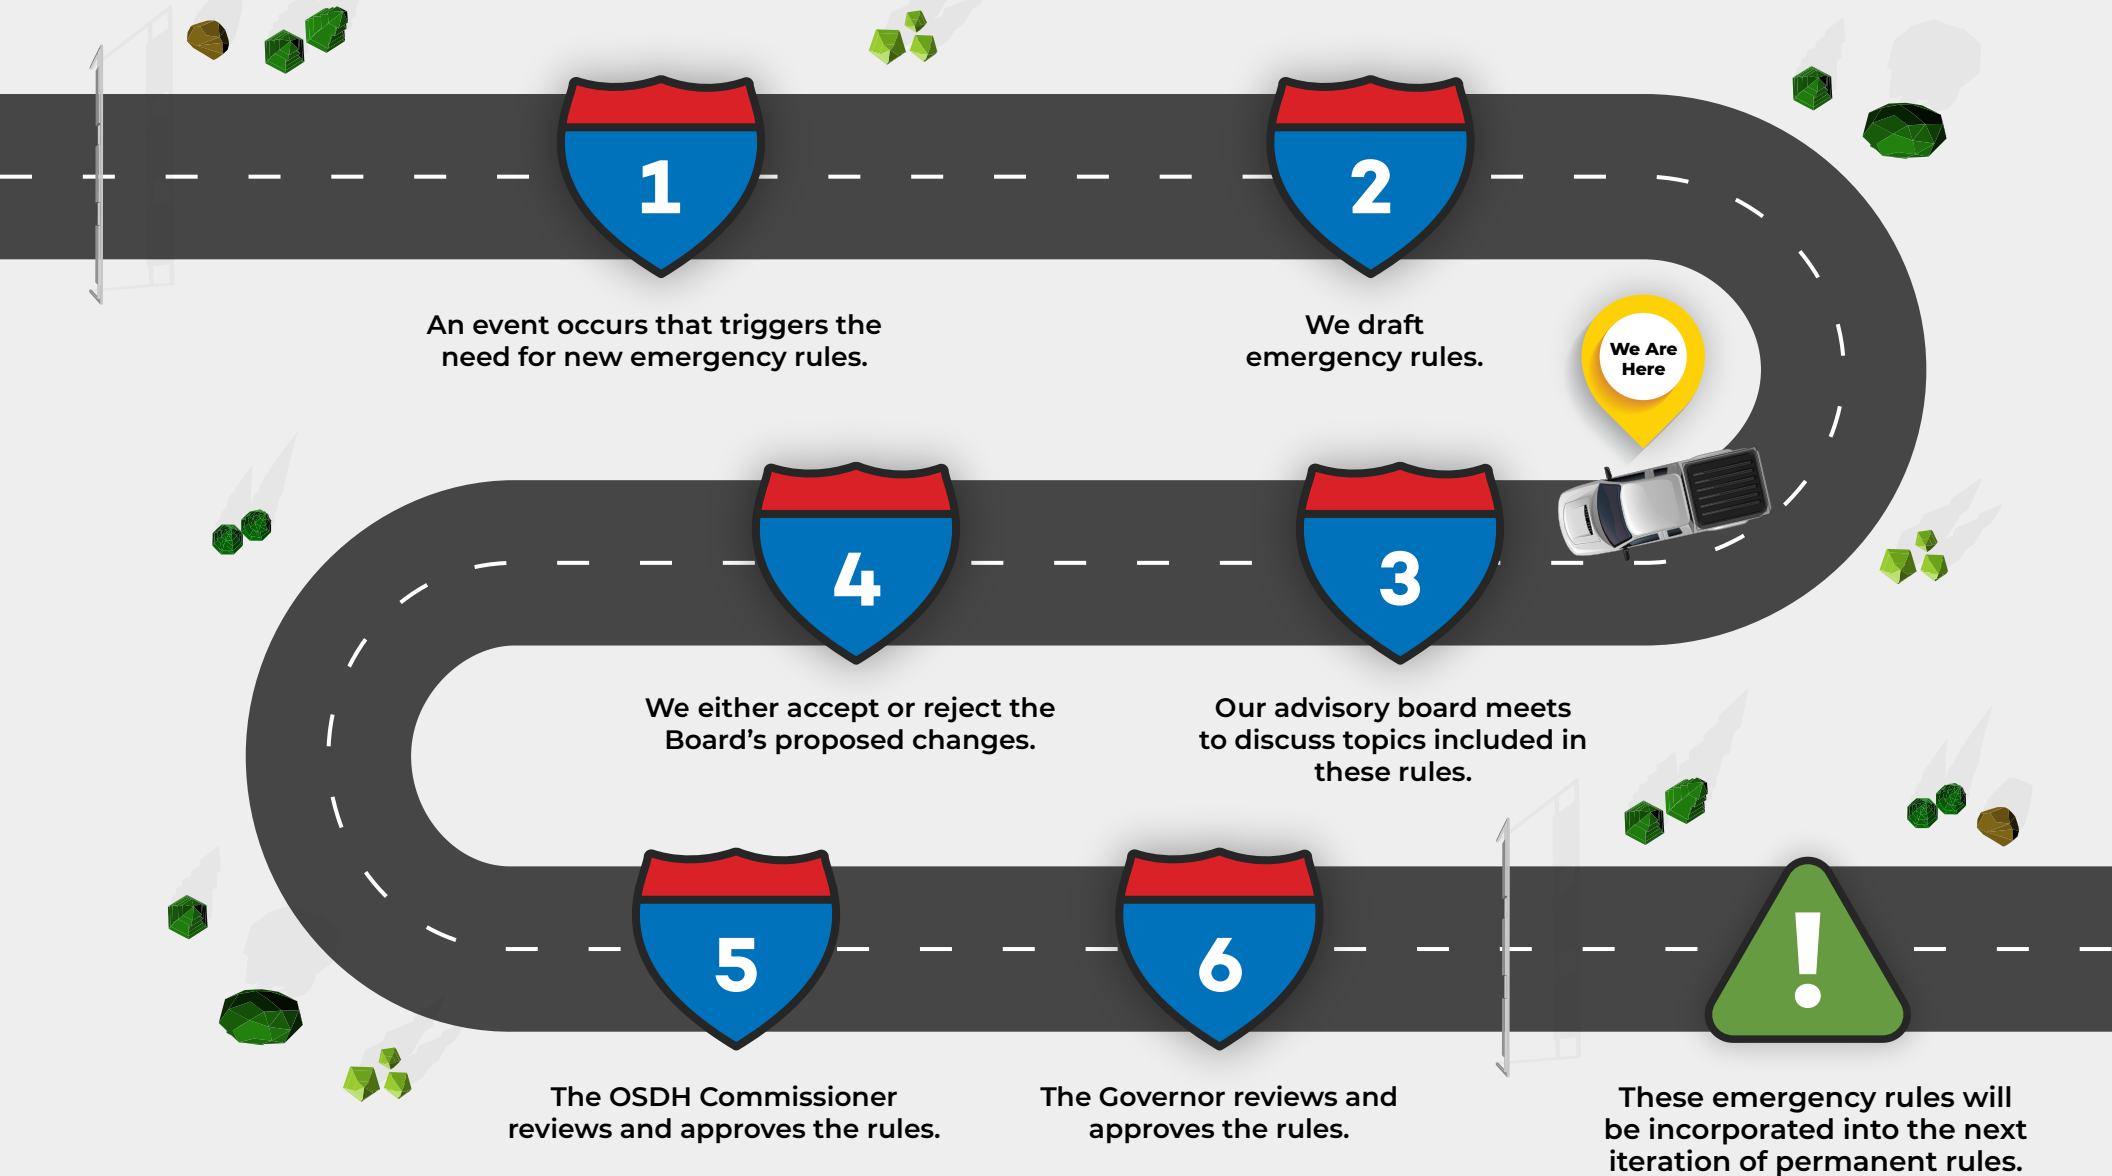 1
An event occurs that triggers the
need for new emergency rules.
2
We draft
emergency rules.
We Are
Here
3
Our advisory board meets
to discuss topics included in
these rules.
4
We either accept or reject the
Board's proposed changes.
5
The OSDH Commissioner
reviews and approves the rules.
6
The Governor reviews and
approves the rules.
!
These emergency rules will
be incorporated into the next
iteration of permanent rules.